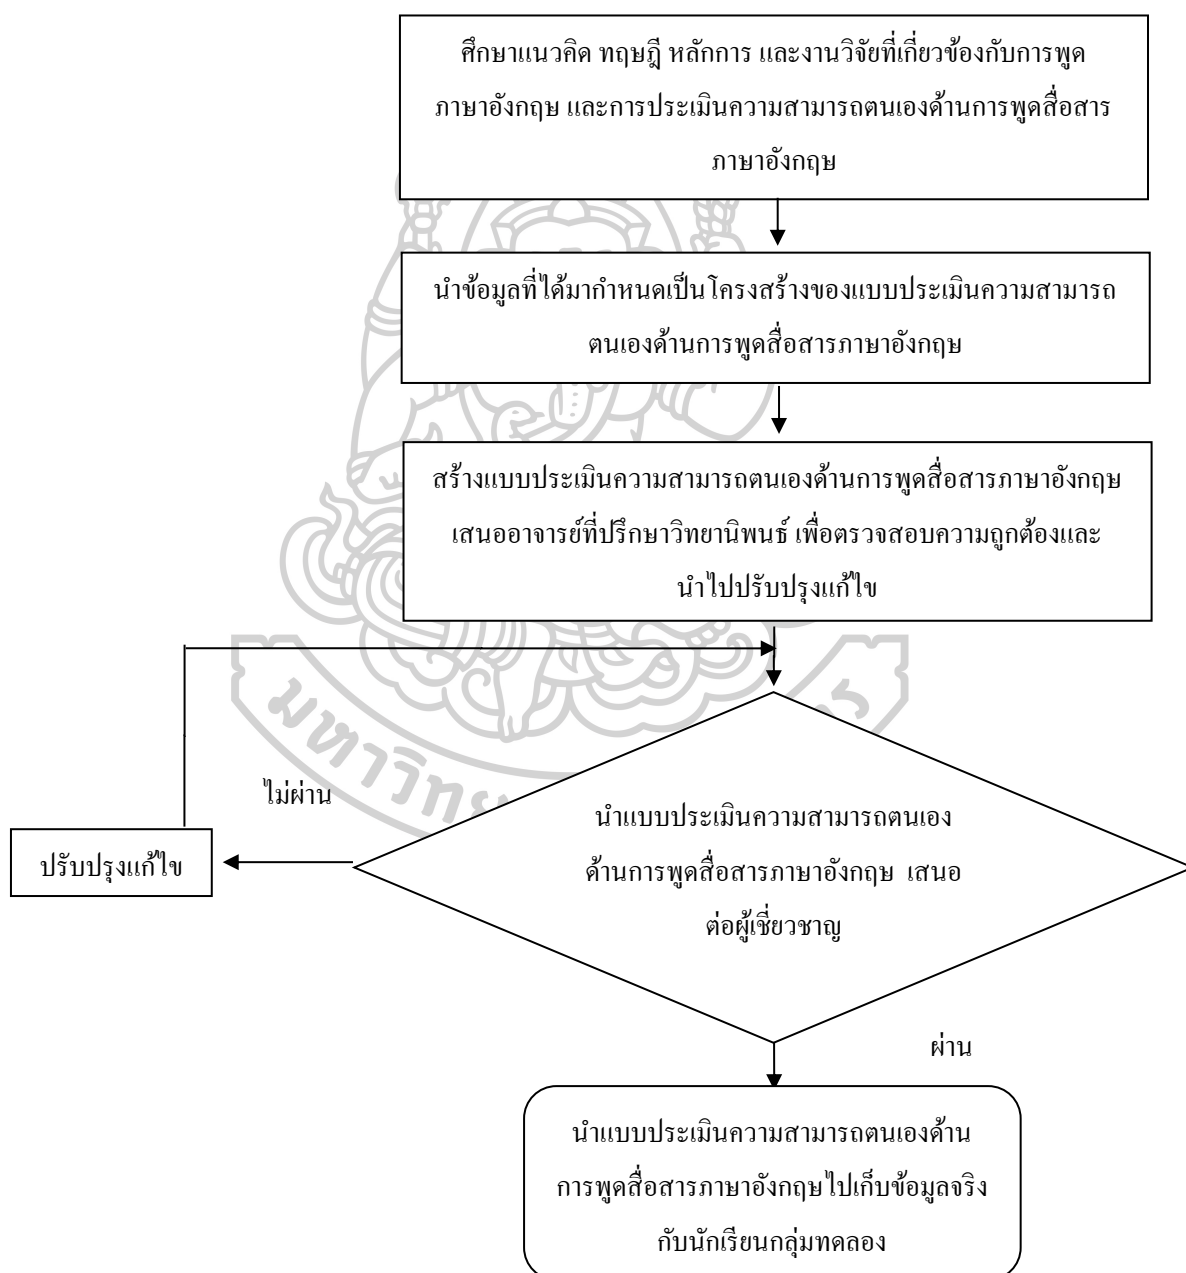 ศึกษาแนวคิด ทฤษฎี หลักการ และงานวิจัยที่เกี่ยวข้องกับการพูด
ภาษาอังกฤษ และการประเมินความสามารถตนเองด้านการพูดสื่อสาร
ภาษาอังกฤษ
นำข้อมูลที่ได้มากำหนดเป็นโครงสร้างของแบบประเมินความสามารถ
ตนเองด้านการพูดสื่อสารภาษาอังกฤษ
สร้างแบบประเมินความสามารถตนเองด้านการพูดสื่อสารภาษาอังกฤษ
เสนออาจารย์ที่ปรึกษาวิทยานิพนธ์ เพื่อตรวจสอบความถูกต้องและ
นำไปปรับปรุงแก้ไข
ไม่ผ่าน
นำแบบประเมินความสามารถตนเอง
ด้านการพูดสื่อสารภาษาอังกฤษ เสนอ
ต่อผู้เชี่ยวชาญ
ปรับปรุงแก้ไข
ผ่าน
นำแบบประเมินความสามารถตนเองด้าน
การพูดสื่อสารภาษาอังกฤษไปเก็บข้อมูลจริง
กับนักเรียนกลุ่มทดลอง